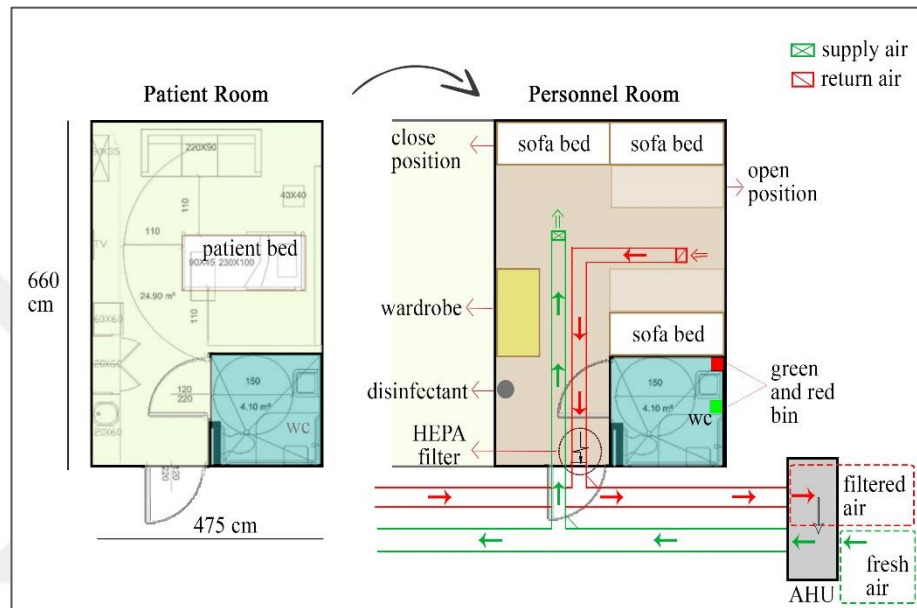 supply air
return air
Patient Room
Personnel Room
220X90
40X40
110
110
TV
patient bed
230X100
24.90 m²
110
60X60
120
220
150
4.10 m²
wc
220
660
cm
475 cm
close
position
sofa bed
sofa bed
open
position
wardrobe
sofa bed
disinfectant
150
4.10 m²
wc
green
and red
bin
HEPA
filter
filtered
air
fresh
air
AHU